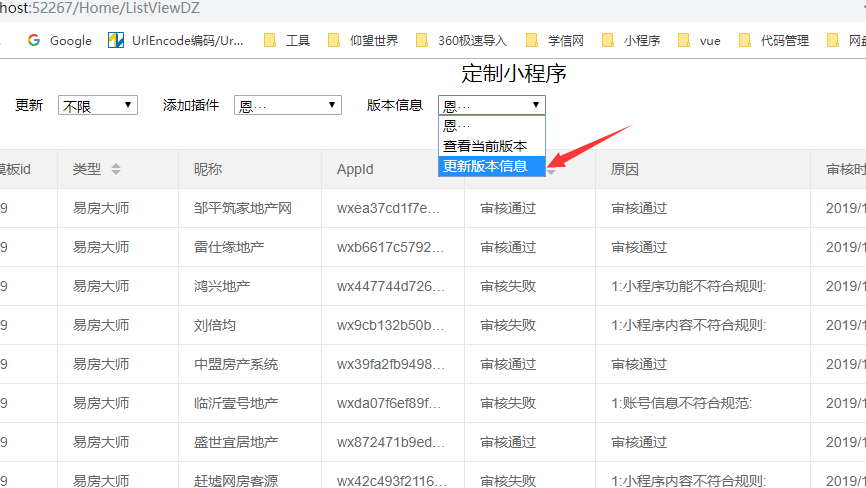 host:52267/Home/ListViewDZ
Google UrlEncode编码/Ur... 工具 仰望世界 360极速导入 学信网 小程序 vue 代码管理 网盘
定制小程序
更新 不限 添加插件 恩… 版本信息 恩…
恩…
查看当前版本
更新版本信息
模板id 类型 昵称 AppId 原因 审核时
9 易房大师 邹平筑家地产网 wxea37cd1f7e... 审核通过 审核通过 2019/1
9 易房大师 雷仕缘地产 wxb6617c5792... 审核通过 审核通过 2019/1
9 易房大师 鸿兴地产 wx447744d726... 审核失败 1:小程序功能不符合规则: 2019/1
9 易房大师 刘倍均 wx9cb132b50b... 审核失败 1:小程序内容不符合规则: 2019/1
9 易房大师 中盟房产系统 wx39fa2fb9498... 审核通过 审核通过 2019/1
9 易房大师 临沂壹号地产 wxda07f6ef89f... 审核失败 1:账号信息不符合规范: 2019/1
9 易房大师 盛世宜居地产 wx872471b9ed... 审核通过 审核通过 2019/1
9 易房大师 赶墟网房客源 wx42c493f2116... 审核失败 1:小程序内容不符合规则: 2019/1